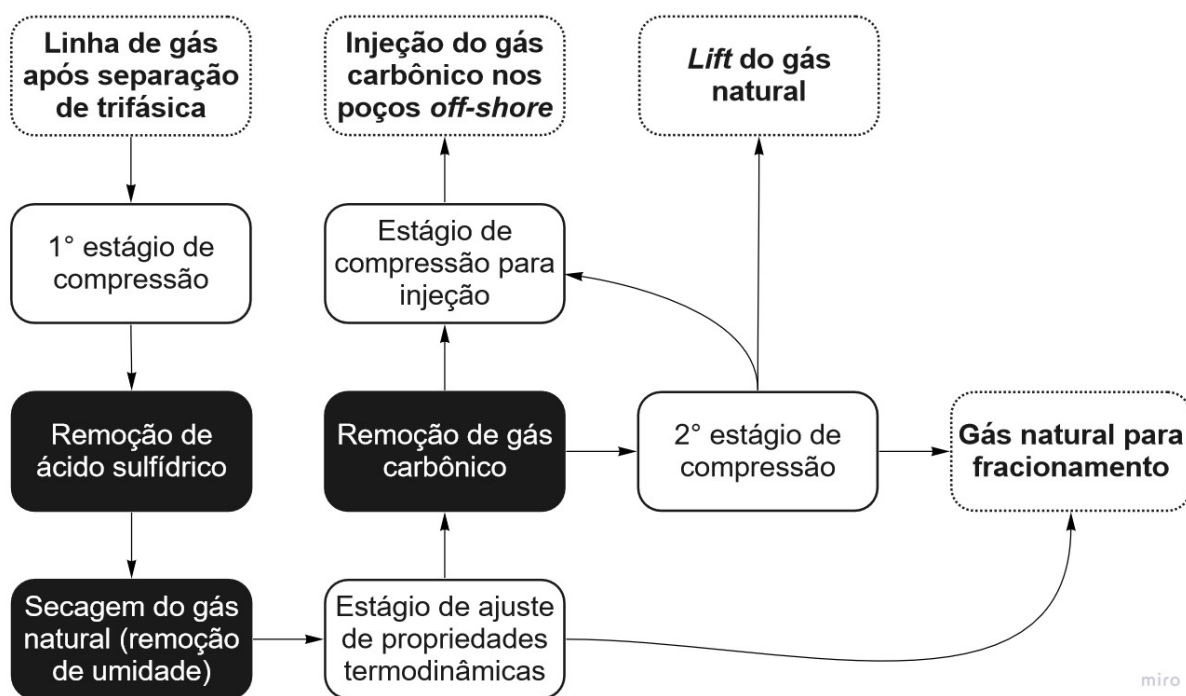 Linha de gás
após separação
de trifásica
Injeção do gás
carbônico nos
poços off-shore
Lift do gás
natural
1° estágio de
compressão
Estágio de
compressão para
injeção
Remoção de
ácido sulfídrico
Remoção de gás
carbônico
2° estágio de
compressão
Gás natural para
fracionamento
Secagem do gás
natural (remoção
de umidade)
Estágio de ajuste
de propriedades
termodinâmicas
miro